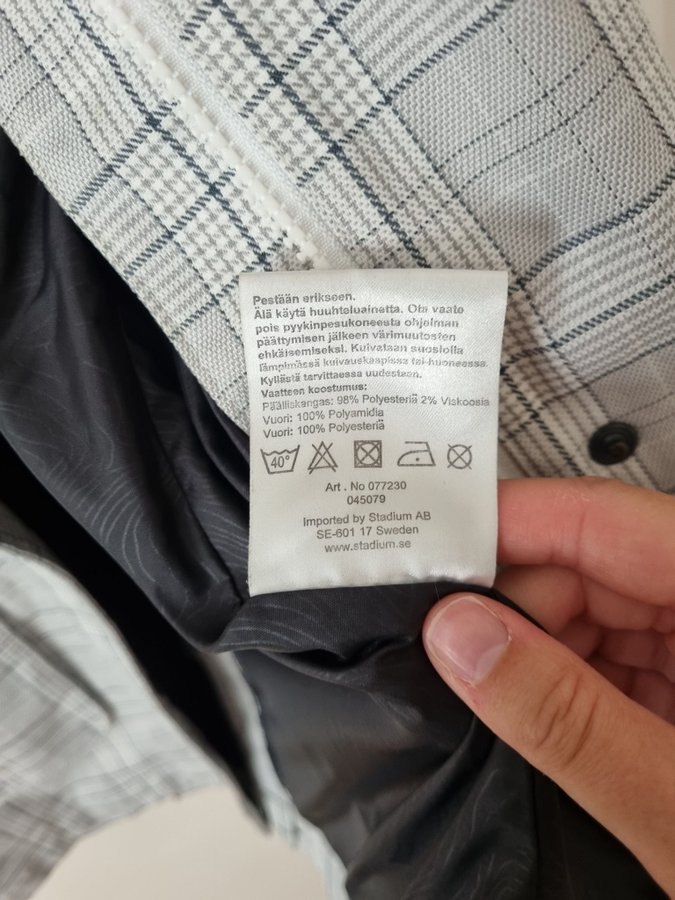 Pestään erikseen.
Älä käytä huuhteluainetta. Ota vaate
pois pyykinpesukoneesta ohjelman
päättymisen jälkeen värimuutosten
ehkäisemiseksi. Kuivataan suosiolla
lämpimässä kuivauskaapissa tai huoneessa.
Kyllästä tarvittaessa uudestaan.
Vaatteen koostumus:
Päälliskangas: 98% Polyesteriä 2% Viskoosia
Vuori: 100% Polyamidia
Vuori: 100% Polyesteriä
40°
Art . No 077230
045079
Imported by Stadium AB
SE-601 17 Sweden
www.stadium.se